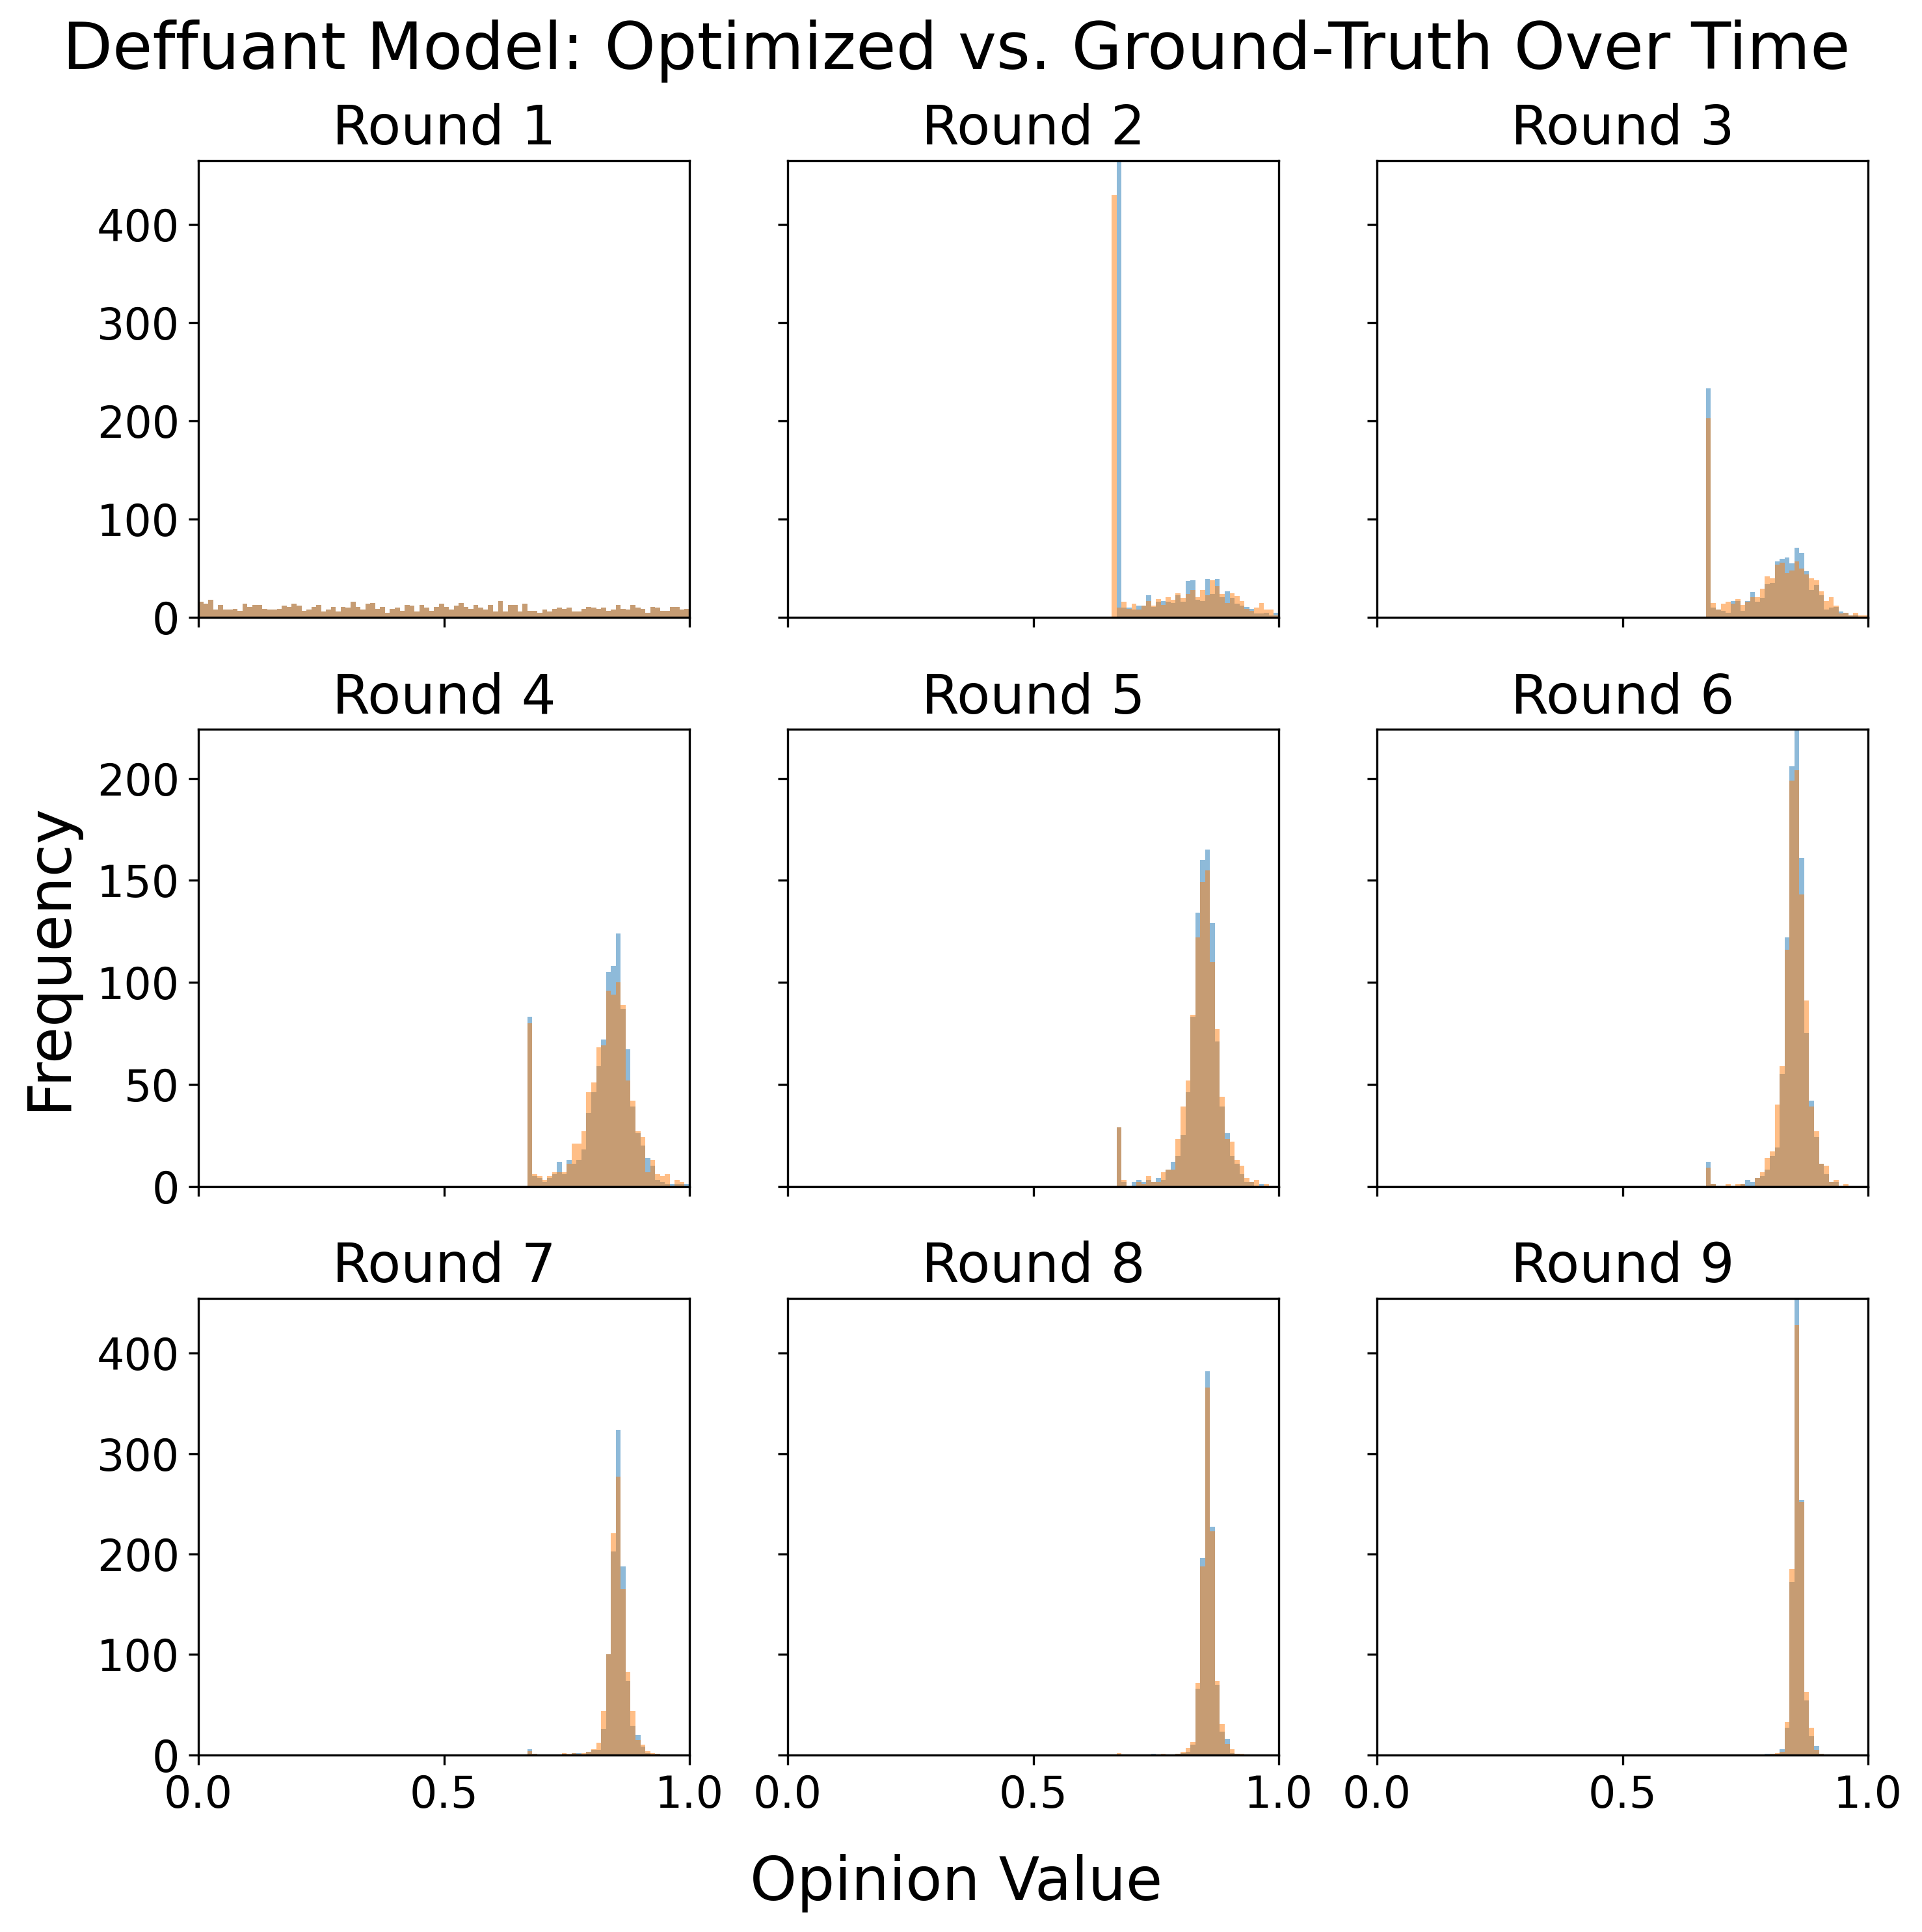 Deffuant Model: Optimized vs. Ground-Truth Over Time
Round 1
Round 2
Round 3
400
300
200
100
0
Round 4
Round 5
Round 6
200
150
100
50
0
Frequency
Round 7
Round 8
Round 9
400
300
200
100
0
0.0 0.5 1.0 0.0 0.5 1.0 0.0 0.5 1.0
Opinion Value